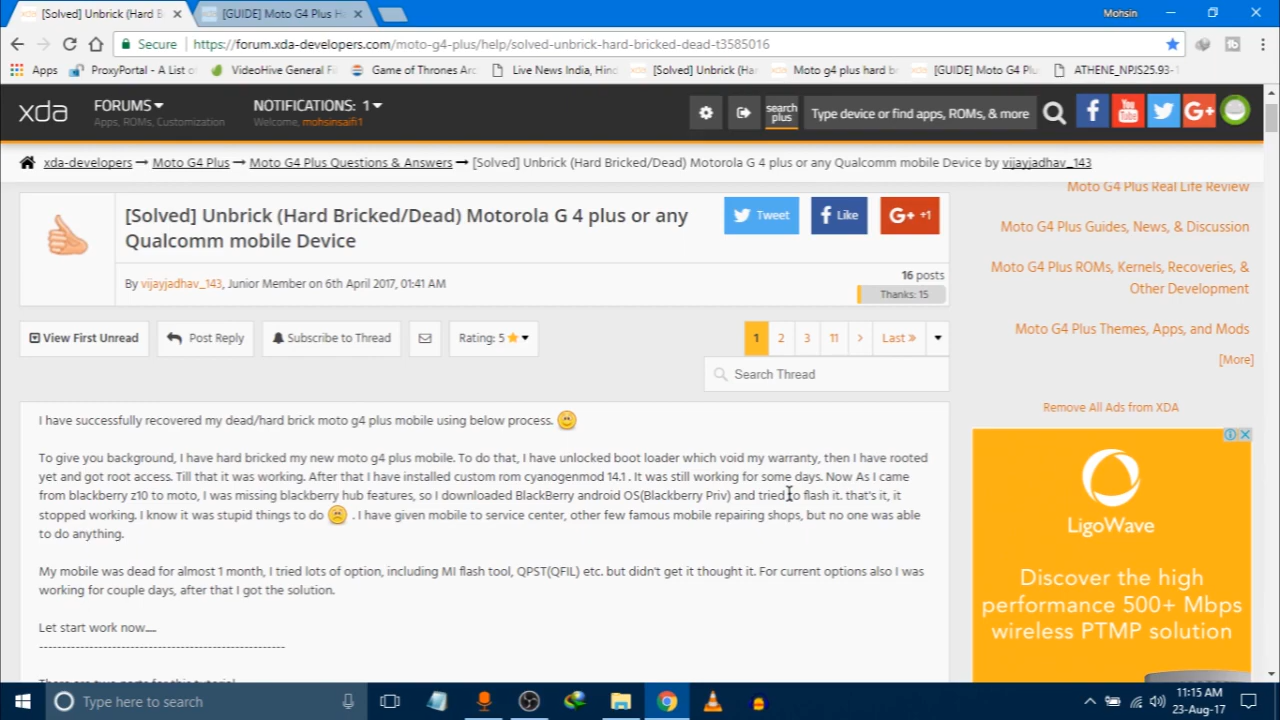 [Solved] Unbrick (Hard B
[GUIDE] Moto G4 Plus H
Mohsin
Secure
https://forum.xda-developers.com/moto-g4-plus/help/solved-unbrick-hard-bricked-dead-t3585016
Apps
ProxyPortal - A List o
VideoHive General Fi
Game of Thrones Arc
Live News India, Hin
[Solved] Unbrick (Ha
Moto g4 plus hard b
[GUIDE] Moto G4 Plu
ATHENE_NPJS25.93-1
xda
FORUMS
Apps, ROMs, Customization
NOTIFICATIONS: 1
Welcome, mohsinsaifi1
search plus
Type device or find apps, ROMs, & more
You Tube
G+
xda-developers → Moto G4 Plus → Moto G4 Plus Questions & Answers → [Solved] Unbrick (Hard Bricked/Dead) Motorola G 4 plus or any Qualcomm mobile Device by vijayjadhav_143
[Solved] Unbrick (Hard Bricked/Dead) Motorola G 4 plus or any
Qualcomm mobile Device
Tweet
Like
G+ +1
By vijayjadhav_143, Junior Member on 6th April 2017, 01:41 AM
16 posts
Thanks: 15
View First Unread
Post Reply
Subscribe to Thread
Rating: 5
1 2 3 11 > Last »
Search Thread
I have successfully recovered my dead/hard brick moto g4 plus mobile using below process.
To give you background, I have hard bricked my new moto g4 plus mobile. To do that, I have unlocked boot loader which void my warranty, then I have rooted
yet and got root access. Till that it was working. After that I have installed custom rom cyanogenmod 14.1 . It was still working for some days. Now As I came
from blackberry z10 to moto, I was missing blackberry hub features, so I downloaded BlackBerry android OS(Blackberry Priv) and tried to flash it. that's it, it
stopped working. I know it was stupid things to do . I have given mobile to service center, other few famous mobile repairing shops, but no one was able
to do anything.
My mobile was dead for almost 1 month, I tried lots of option, including MI flash tool, QPST(QFIL) etc. but didn't get it thought it. For current options also I was
working for couple days, after that I got the solution.
Let start work now....
-----------------------------------------------------
There are two parts for this tutorial
Moto G4 Plus Real Life Review
Moto G4 Plus Guides, News, & Discussion
Moto G4 Plus ROMs, Kernels, Recoveries, &
Other Development
Moto G4 Plus Themes, Apps, and Mods
[More]
Remove All Ads from XDA
LigoWave
Discover the high
performance 500+ Mbps
wireless PTMP solution
Type here to search
11:15 AM
23-Aug-17